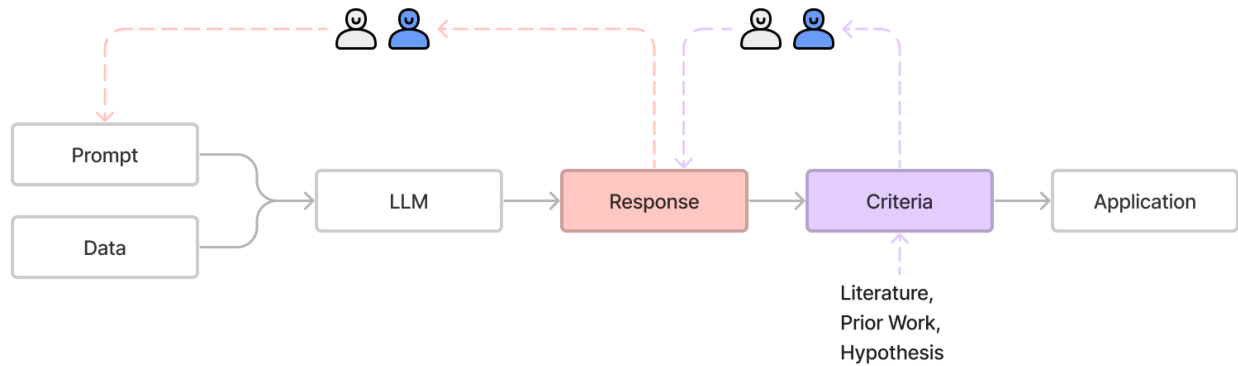 Prompt
Data
LLM
Response
Criteria
Application
Literature,
Prior Work,
Hypothesis